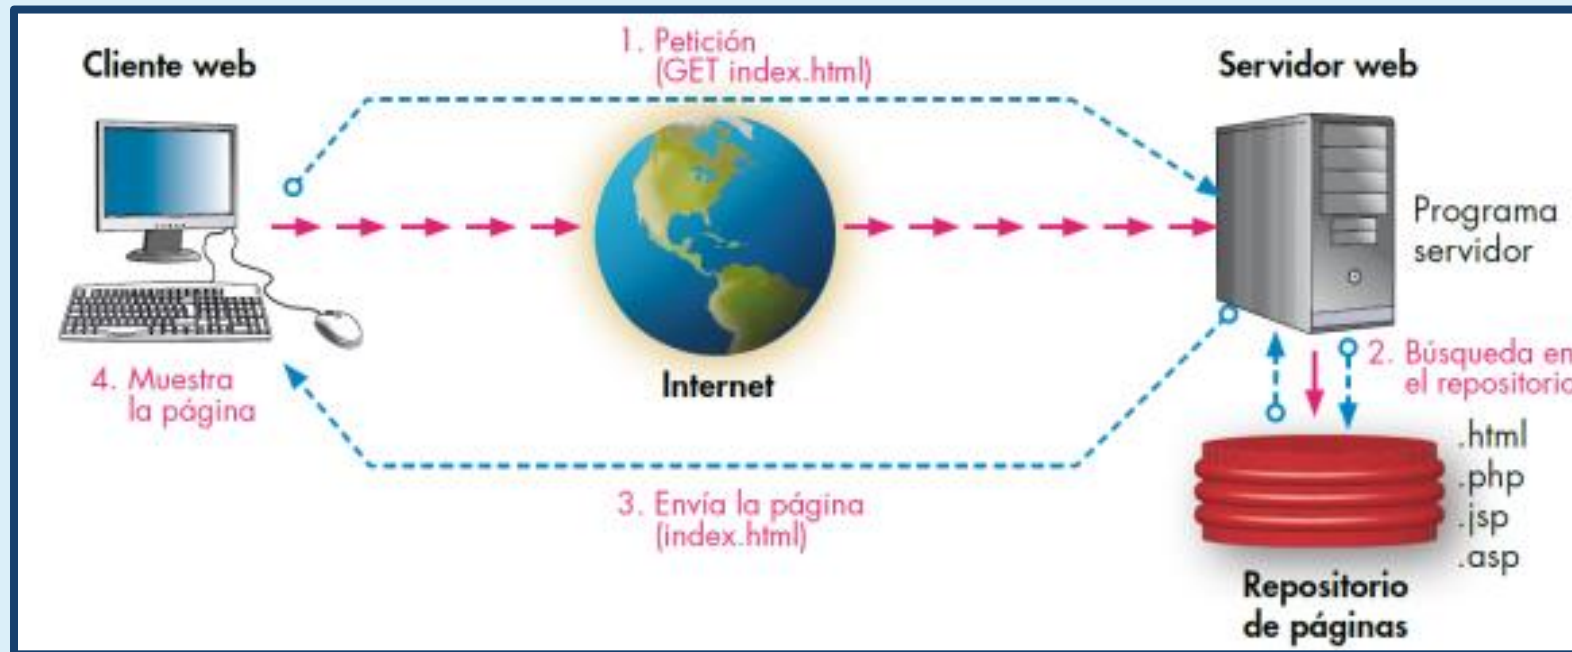 Cliente web
1. Petición
(GET index.html)
Servidor web
Programa
servidor
Internet
2. Búsqueda en
el repositorio
4. Muestra
la página
3. Envía la página
(index.html)
.html
.php
.jsp
.asp
Repositorio
de páginas